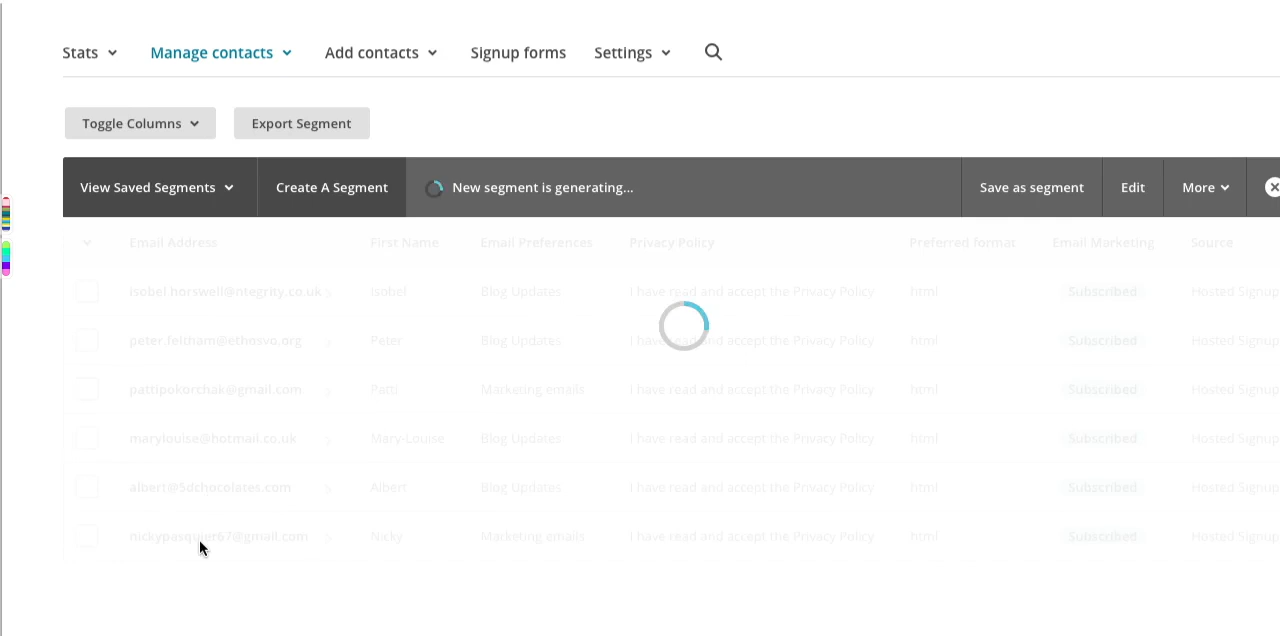 Stats Manage contacts Add contacts Signup forms Settings
Toggle Columns Export Segment
View Saved Segments Create A Segment New segment is generating... Save as segment Edit More
Email Address First Name Email Preferences Privacy Policy Preferred format Email Marketing Source
isobel.horswell@ntegrity.co.uk Isobel Blog Updates I have read and accept the Privacy Policy html Subscribed Hosted Signup
peter.feltham@ethosvo.org Peter Blog Updates I have read and accept the Privacy Policy html Subscribed Hosted Signup
pattipokorchak@gmail.com Patti Marketing emails I have read and accept the Privacy Policy html Subscribed Hosted Signup
marylouise@hotmail.co.uk Mary-Louise Blog Updates I have read and accept the Privacy Policy html Subscribed Hosted Signup
albert@5dchocolates.com Albert Blog Updates I have read and accept the Privacy Policy html Subscribed Hosted Signup
nickypasquier67@gmail.com Nicky Marketing emails I have read and accept the Privacy Policy html Subscribed Hosted Signup